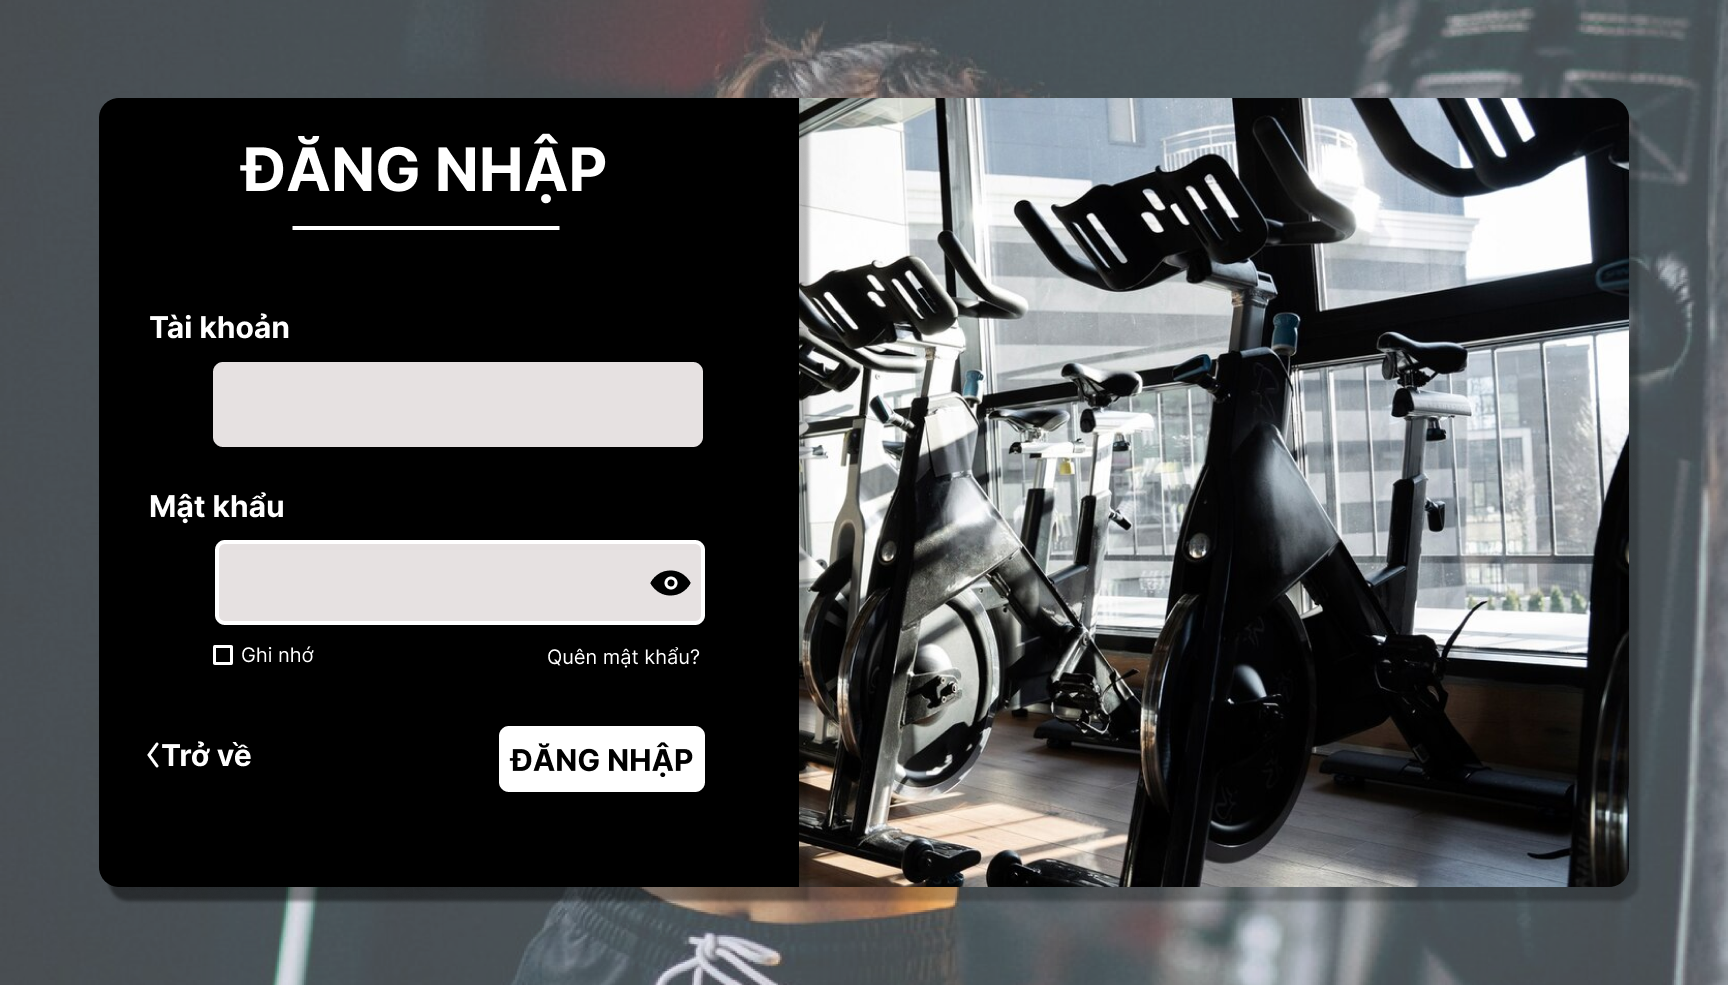 ĐĂNG NHẬP
Tài khoản
Mật khẩu
Ghi nhớ
Quên mật khẩu?
Trở về
ĐĂNG NHẬP